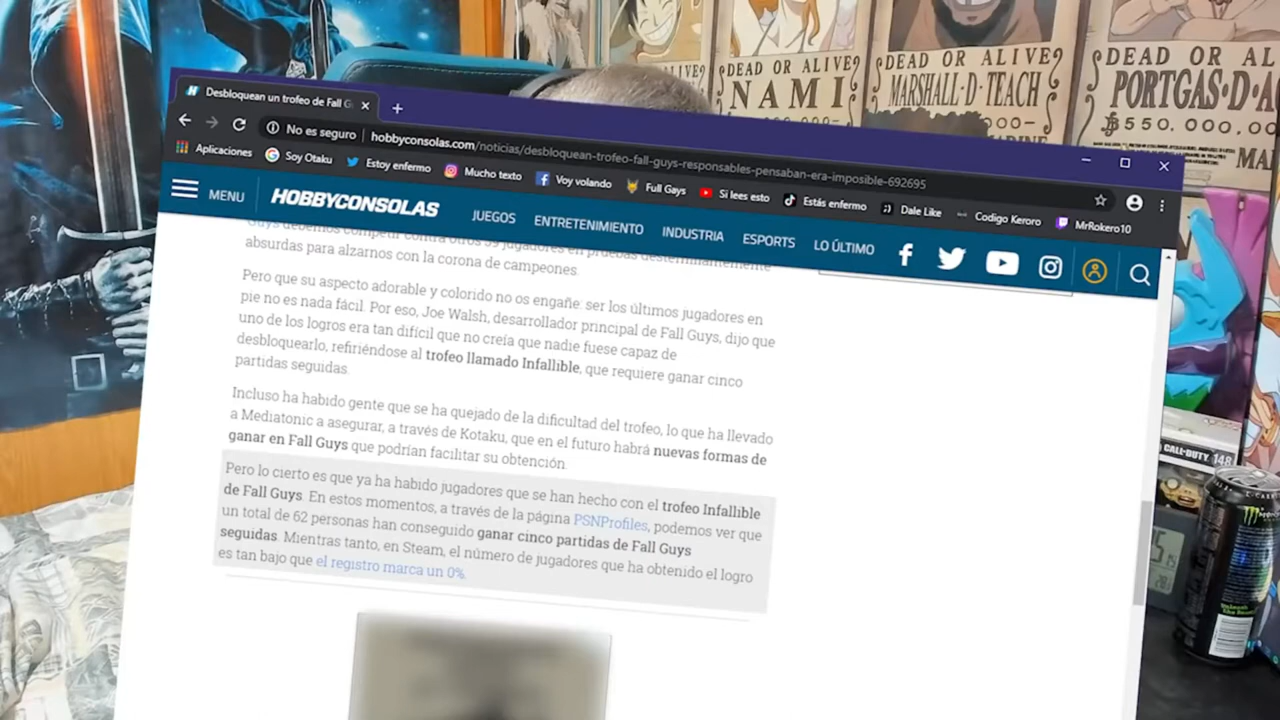 DEAD OR ALIVE
NAMI
DEAD OR ALIVE
MARSHALL·D·TEACH
DEAD OR ALIVE
PORTGAS·D·A
550.000.00
Desbloquean un trofeo de Fall G
No es seguro | hobbyconsolas.com/noticias/desbloquean-trofeo-fall-guys-responsables-pensaban-era-imposible-692695
Aplicaciones Soy Otaku Estoy enfermo Mucho texto Voy volando Full Gays Si lees esto Estás enfermo Dale Like Codigo Keroro MrRokero10
MENU HOBBYCONSOLAS JUEGOS ENTRETENIMIENTO INDUSTRIA ESPORTS LO ÚLTIMO
Guys debemos competir contra otros 59 jugadores en pruebas
absurdas para alzarnos con la corona de campeones.
Pero que su aspecto adorable y colorido no os engañe: ser los últimos jugadores en
pie no es nada fácil. Por eso, Joe Walsh, desarrollador principal de Fall Guys, dijo que
uno de los logros era tan difícil que no creía que nadie fuese capaz de
desbloquearlo, refiriéndose al trofeo llamado Infallible, que requiere ganar cinco
partidas seguidas.
Incluso ha habido gente que se ha quejado de la dificultad del trofeo, lo que ha llevado
a Mediatonic a asegurar, a través de Kotaku, que en el futuro habrá nuevas formas de
ganar en Fall Guys que podrían facilitar su obtención.
Pero lo cierto es que ya ha habido jugadores que se han hecho con el trofeo Infallible
de Fall Guys. En estos momentos, a través de la página PSNProfiles, podemos ver que
un total de 62 personas han conseguido ganar cinco partidas de Fall Guys
seguidas. Mientras tanto, en Steam, el número de jugadores que ha obtenido el logro
es tan bajo que el registro marca un 0%.
CALL·DUTY 148